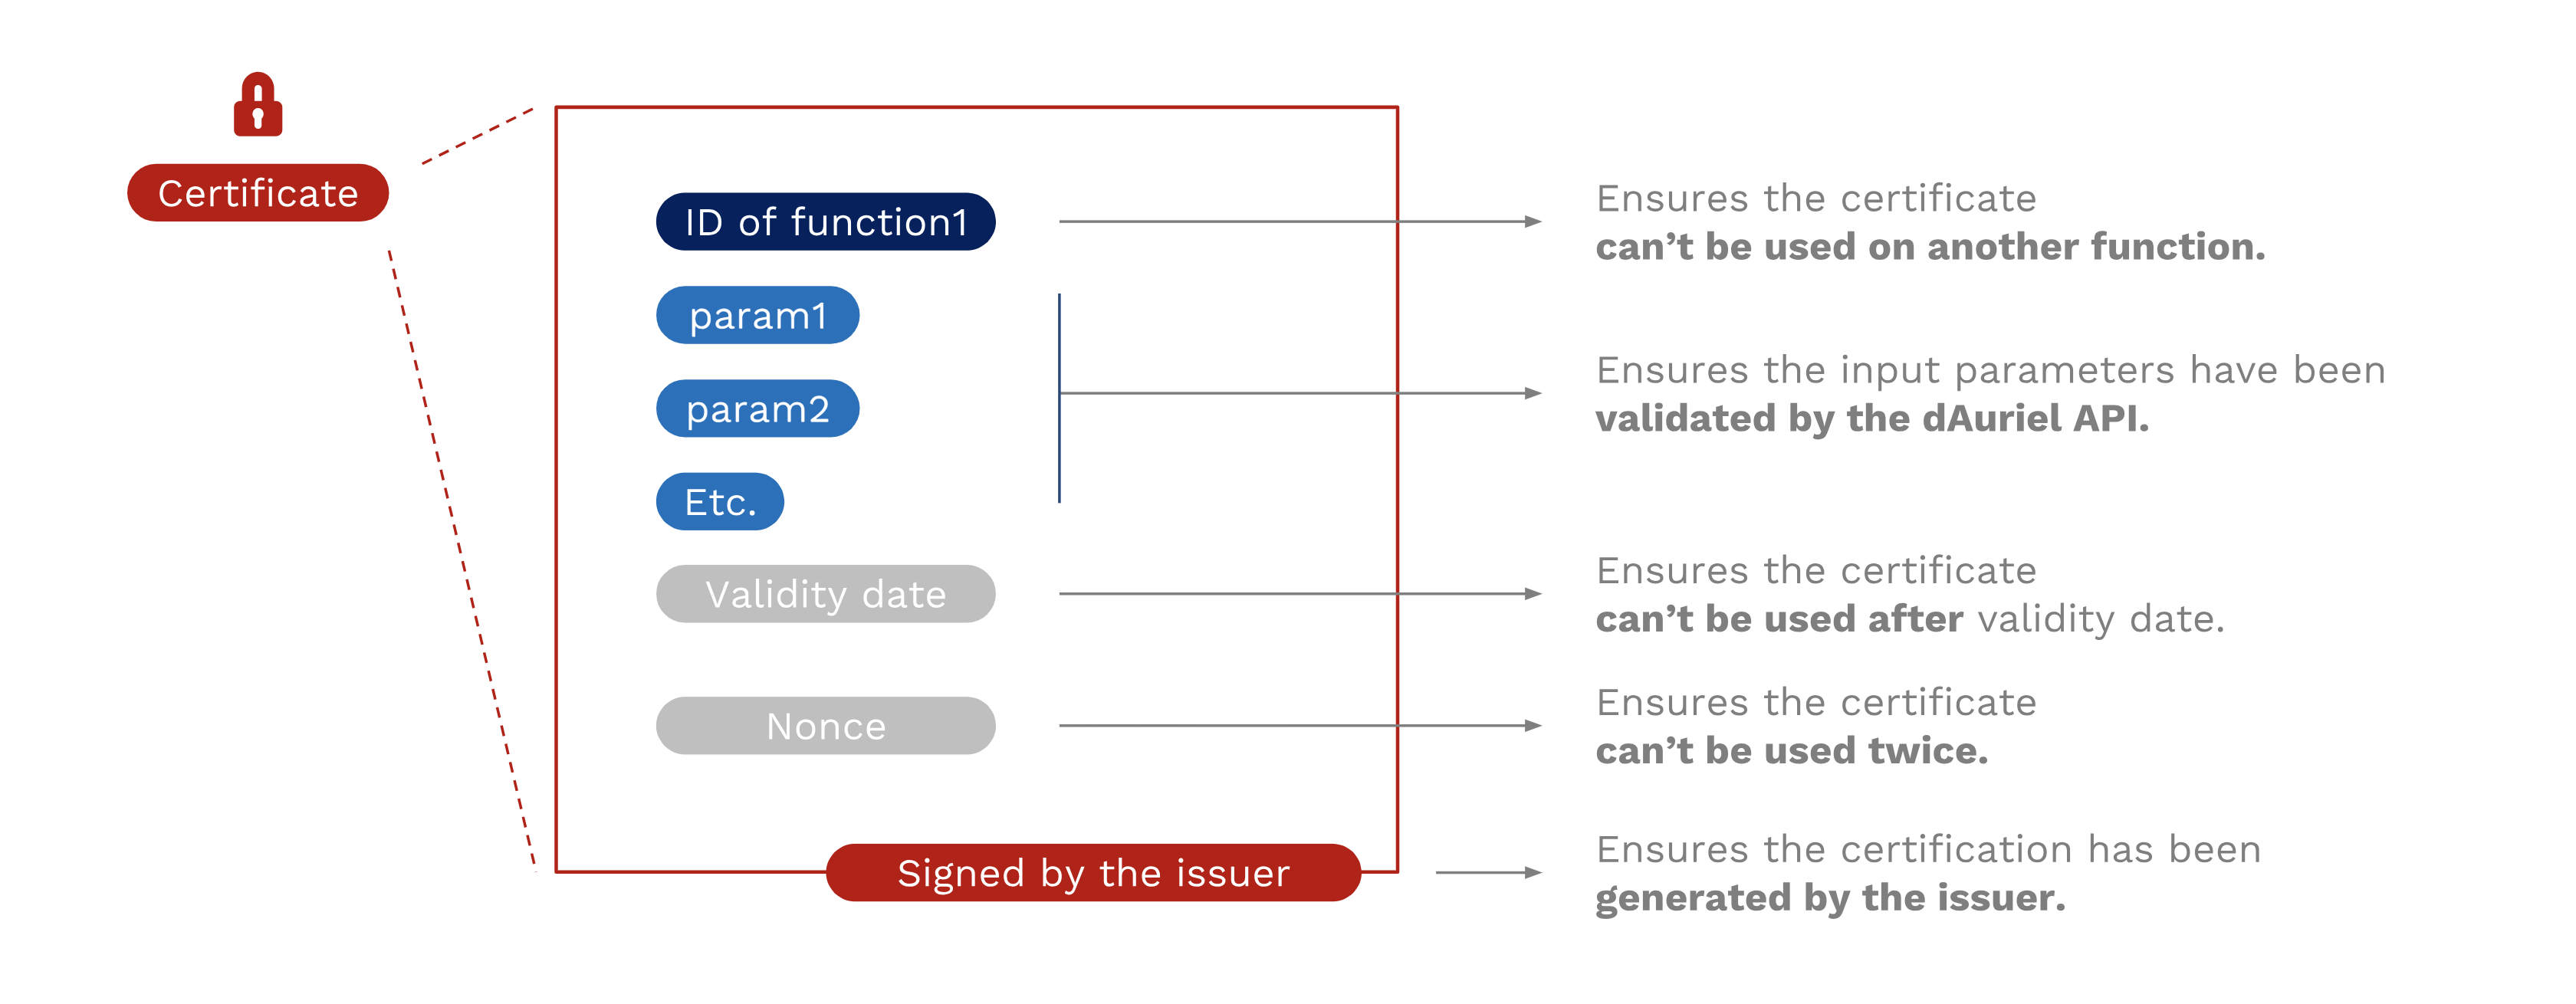 Certificate
ID of function1
Ensures the certificate
can’t be used on another function.
param1
param2
Etc.
Ensures the input parameters have been
validated by the dAuriel API.
Validity date
Ensures the certificate
can’t be used after validity date.
Nonce
Ensures the certificate
can’t be used twice.
Signed by the issuer
Ensures the certification has been
generated by the issuer.